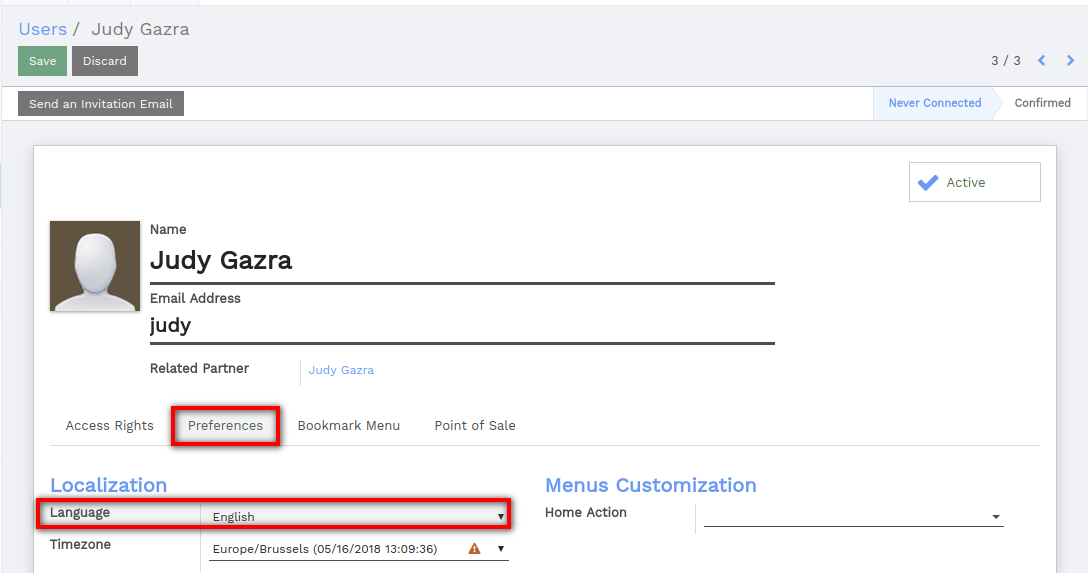 Users / Judy Gazra
Save Discard
3 / 3
Send an Invitation Email
Never Connected Confirmed
Active
Name
Judy Gazra
Email Address
judy
Related Partner Judy Gazra
Access Rights Preferences Bookmark Menu Point of Sale
Localization Menus Customization
Language English Home Action
Timezone Europe/Brussels (05/16/2018 13:09:36)